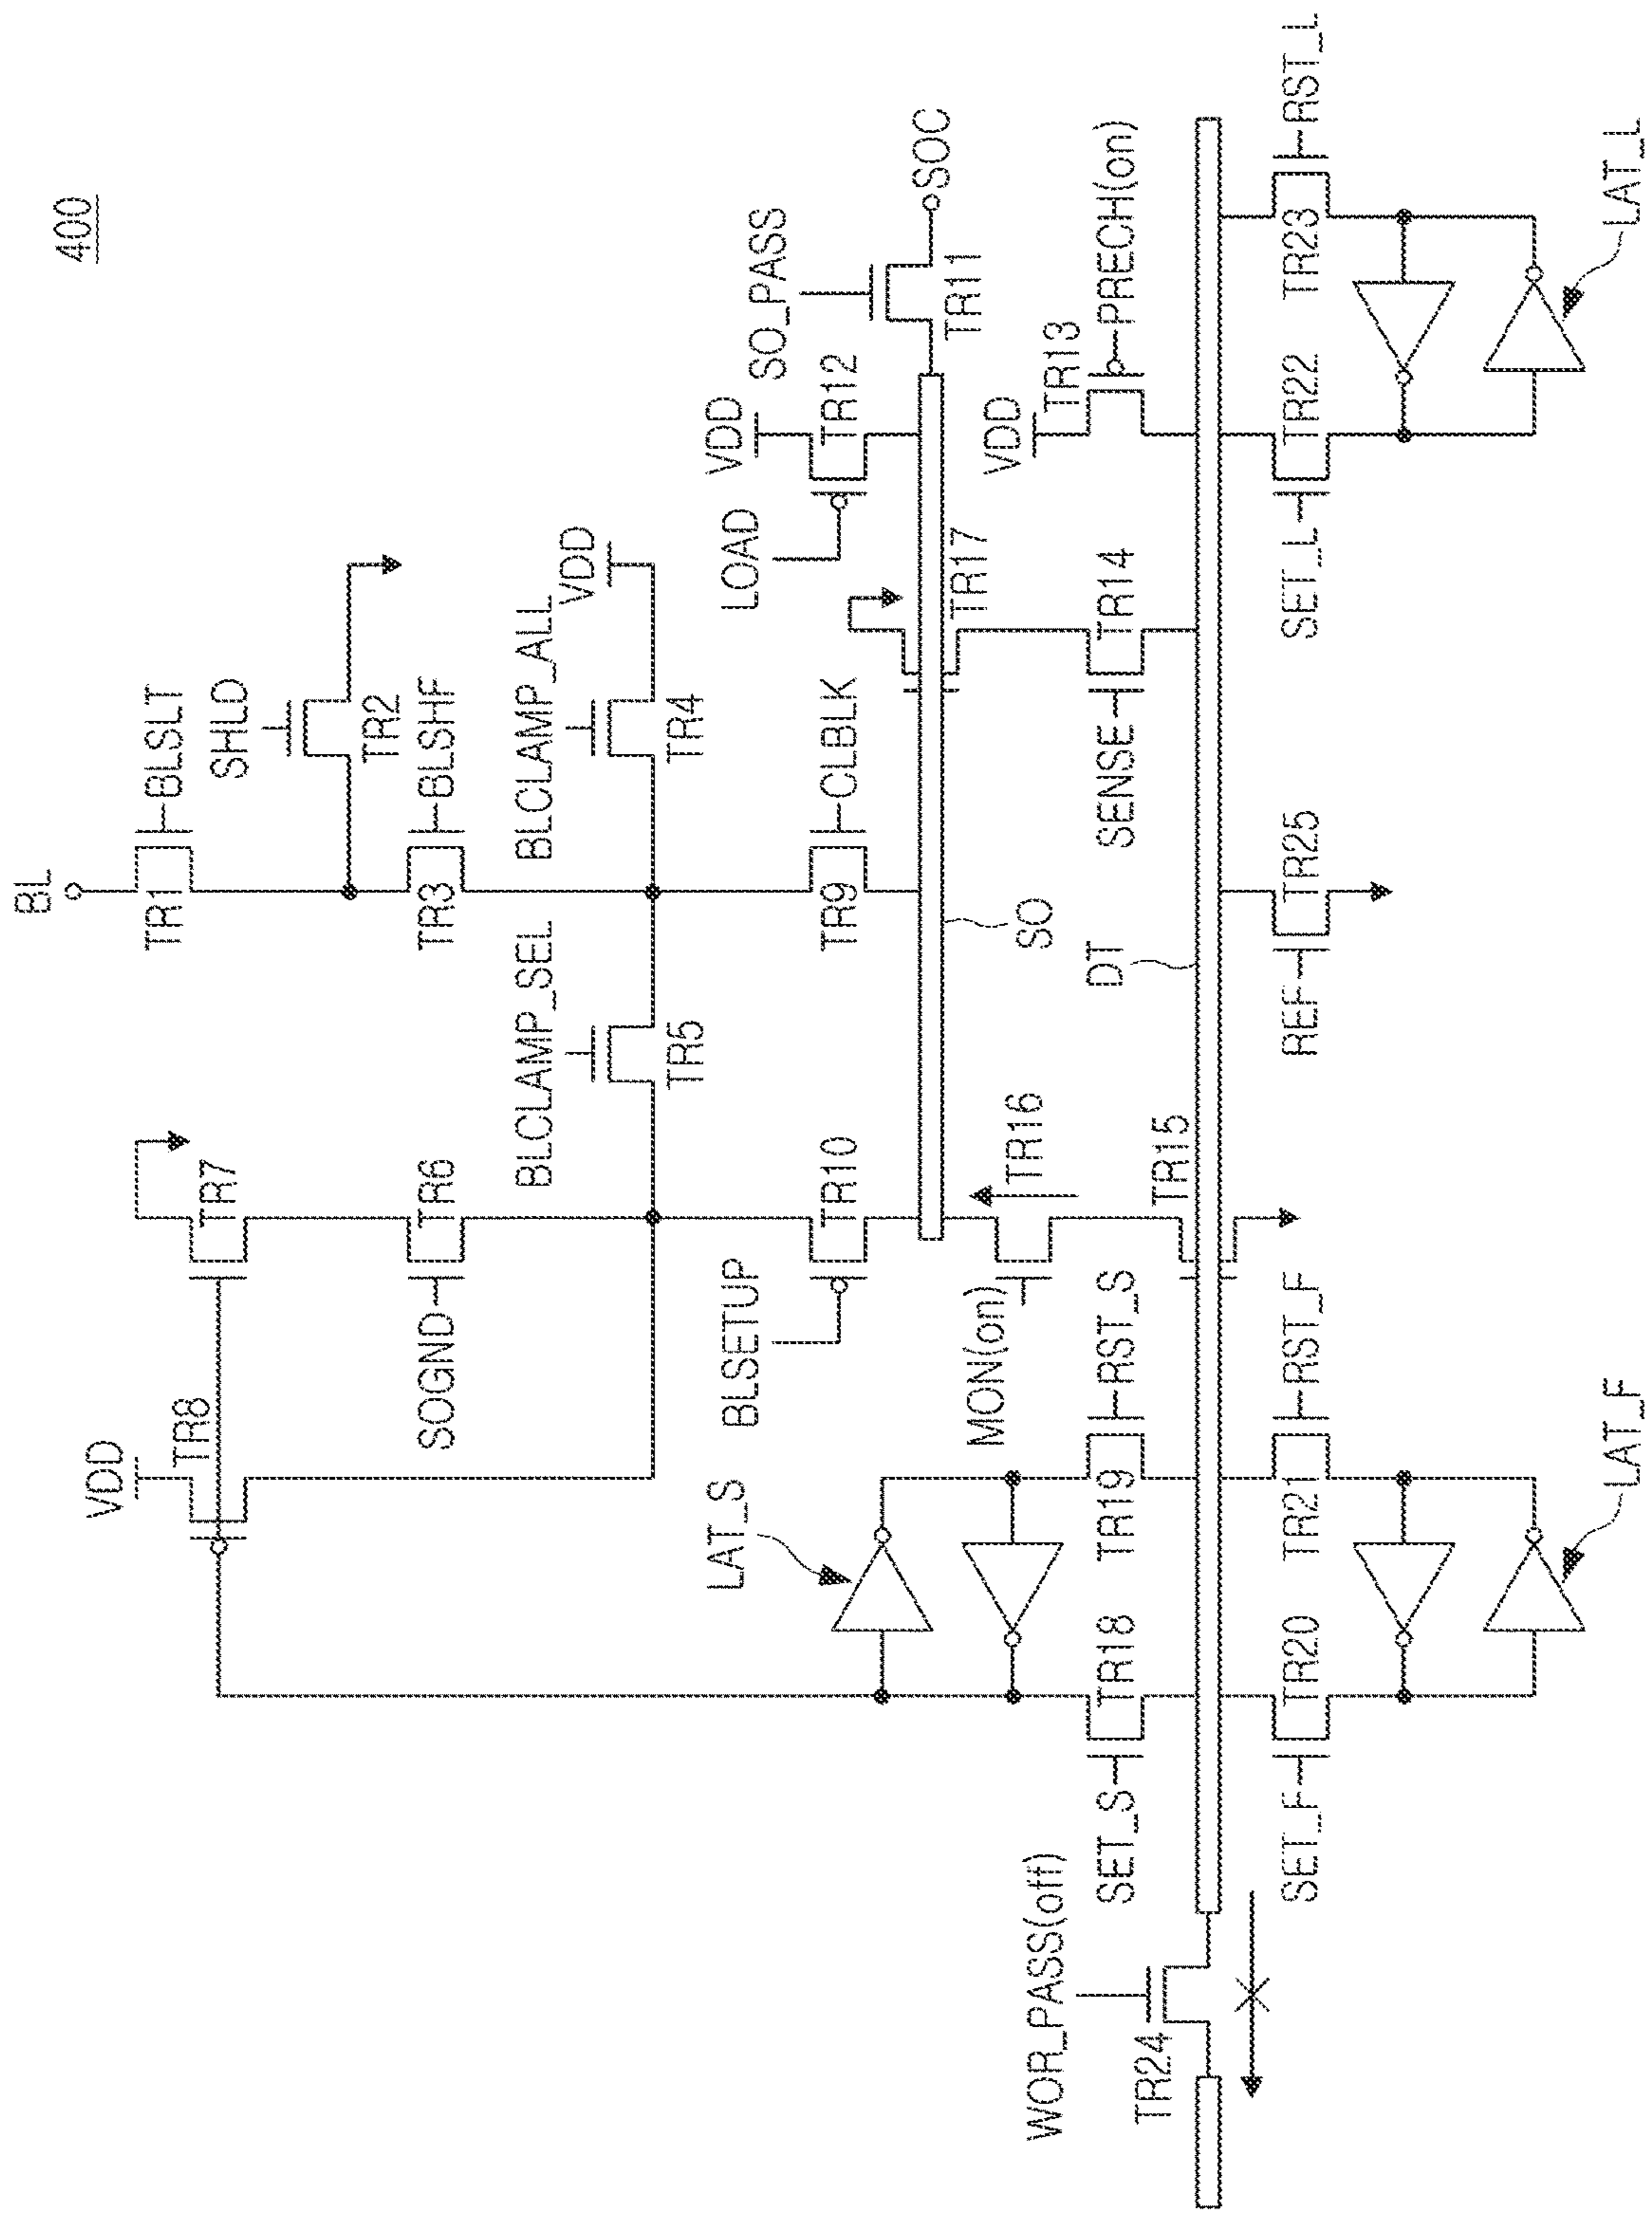 400
BL
BLSLT
TR1
SHLD
TR2
BLSHF
TR3
VDD
TR8
TR7
SOGND
TR6
BLCLAMP_SEL
TR5
BLCLAMP_ALL
TR4
VDD
BLSETUP
TR10
TR9
CLBLK
LOAD
VDD
TR12
SO_PASS
TR11
SOC
SO
TR17
LAT_S
MON(on)
TR16
DT
TR15
SENSE
TR14
VDD
TR13
PRECH(on)
WOR_PASS(off)
TR24
SET_S
TR18
TR19
RST_S
SET_F
TR20
TR21
RST_F
REF
TR25
SET_L
TR22
TR23
RST_L
LAT_F
LAT_L